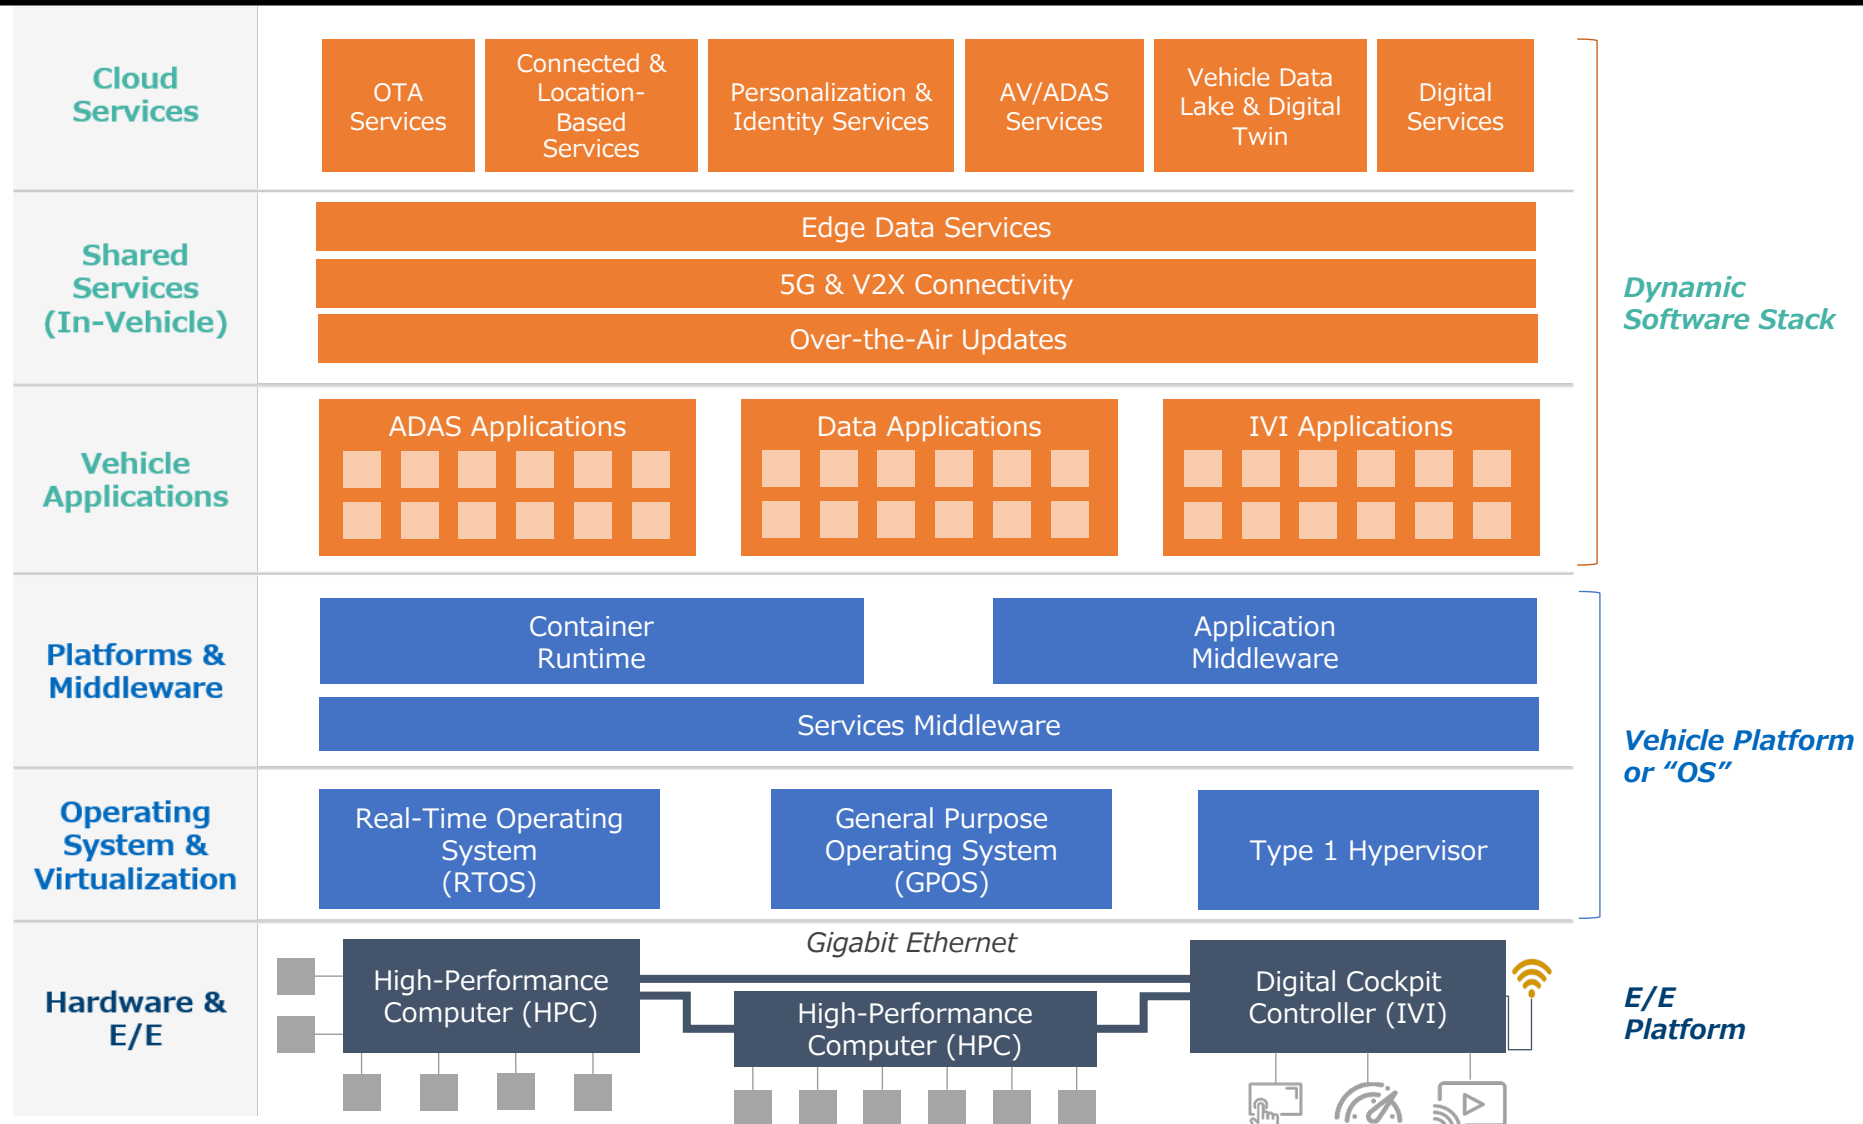 Cloud
Services
OTA
Services
Connected &
Location-
Based
Services
Personalization &
Identity Services
AV/ADAS
Services
Vehicle Data
Lake & Digital
Twin
Digital
Services
Shared
Services
(In-Vehicle)
Edge Data Services
5G & V2X Connectivity
Over-the-Air Updates
Dynamic
Software Stack
Vehicle
Applications
ADAS Applications
Data Applications
IVI Applications
Platforms &
Middleware
Container
Runtime
Application
Middleware
Services Middleware
Vehicle Platform
or “OS”
Operating
System &
Virtualization
Real-Time Operating
System
(RTOS)
General Purpose
Operating System
(GPOS)
Type 1 Hypervisor
Hardware &
E/E
Gigabit Ethernet
High-Performance
Computer (HPC)
High-Performance
Computer (HPC)
Digital Cockpit
Controller (IVI)
E/E
Platform